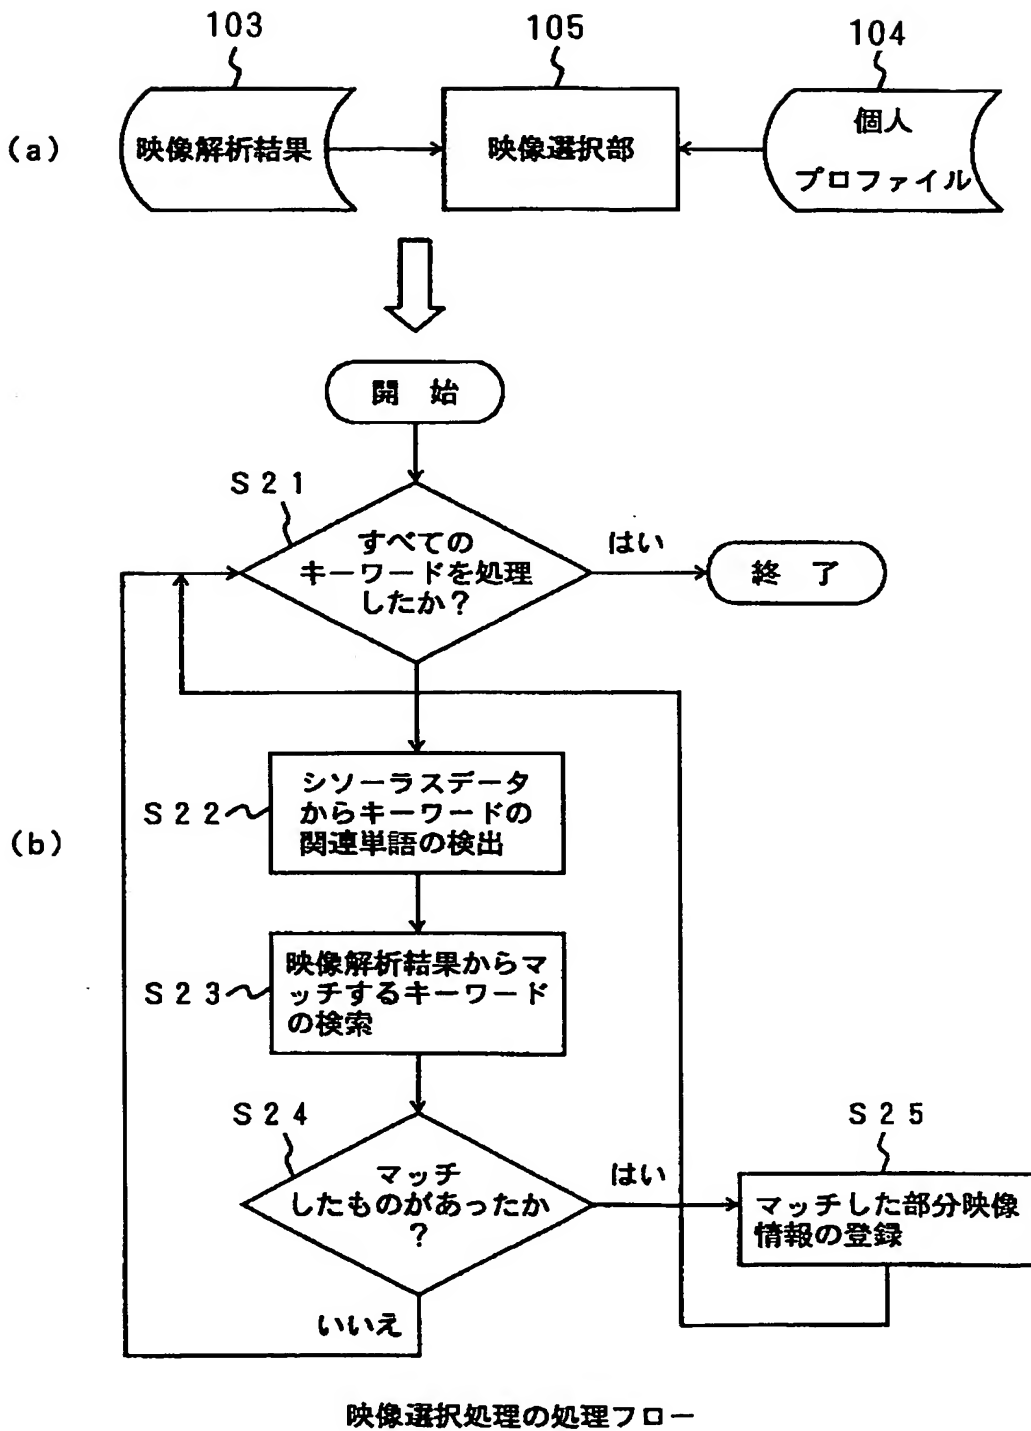 103
105
104
(a)
映像解析結果
映像選択部
個人
プロファイル
開 始
S21
すべての
キーワードを処理
したか？
はい
終 了
(b)
S22
シソーラスデータ
からキーワードの
関連単語の検出
S23
映像解析結果からマ
ッチするキーワード
の検索
S24
マッチ
したものがあったか
？
はい
S25
マッチした部分映像
情報の登録
いいえ
映像選択処理の処理フロー